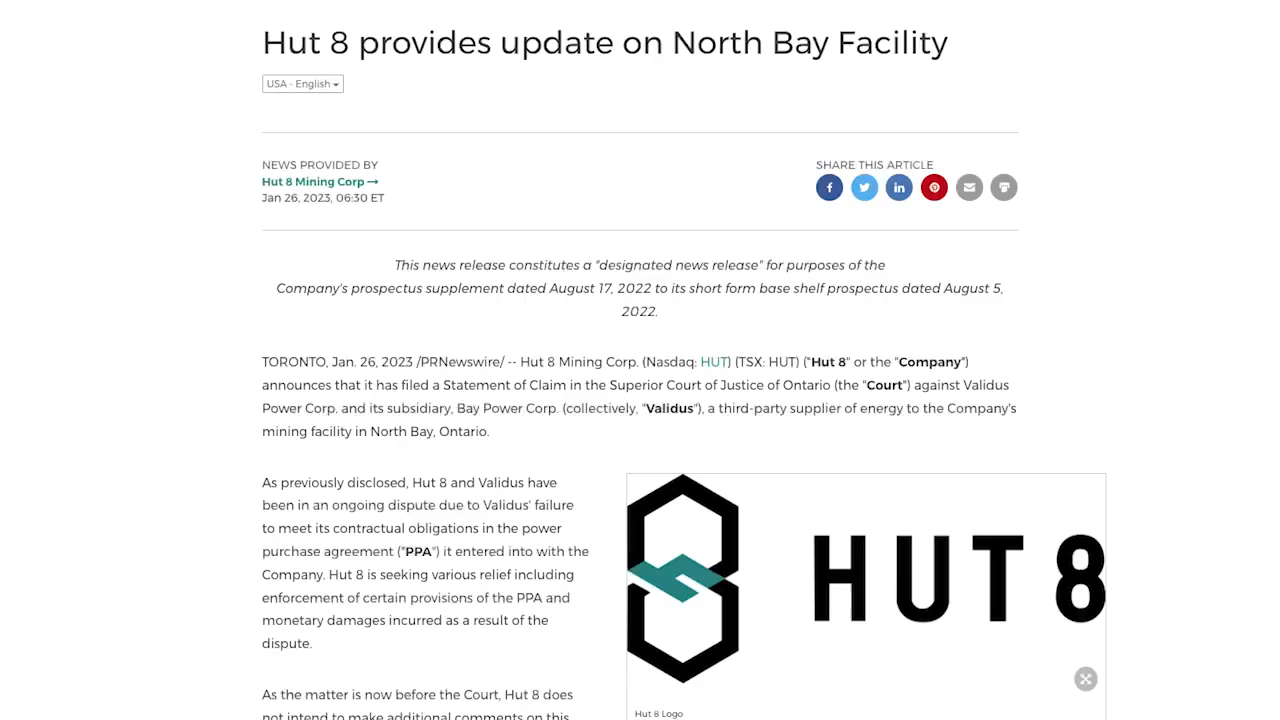 Hut 8 provides update on North Bay Facility
USA - English
NEWS PROVIDED BY
Hut 8 Mining Corp →
Jan 26, 2023, 06:30 ET
SHARE THIS ARTICLE
This news release constitutes a "designated news release" for purposes of the
Company's prospectus supplement dated August 17, 2022 to its short form base shelf prospectus dated August 5,
2022.
TORONTO, Jan. 26, 2023 /PRNewswire/ -- Hut 8 Mining Corp. (Nasdaq: HUT) (TSX: HUT) ("Hut 8" or the "Company")
announces that it has filed a Statement of Claim in the Superior Court of Justice of Ontario (the "Court") against Validus
Power Corp. and its subsidiary, Bay Power Corp. (collectively, "Validus"), a third-party supplier of energy to the Company's
mining facility in North Bay, Ontario.
As previously disclosed, Hut 8 and Validus have
been in an ongoing dispute due to Validus' failure
to meet its contractual obligations in the power
purchase agreement ("PPA") it entered into with the
Company. Hut 8 is seeking various relief including
enforcement of certain provisions of the PPA and
monetary damages incurred as a result of the
dispute.
As the matter is now before the Court, Hut 8 does
not intend to make additional comments on this
HUT 8
Hut 8 Logo